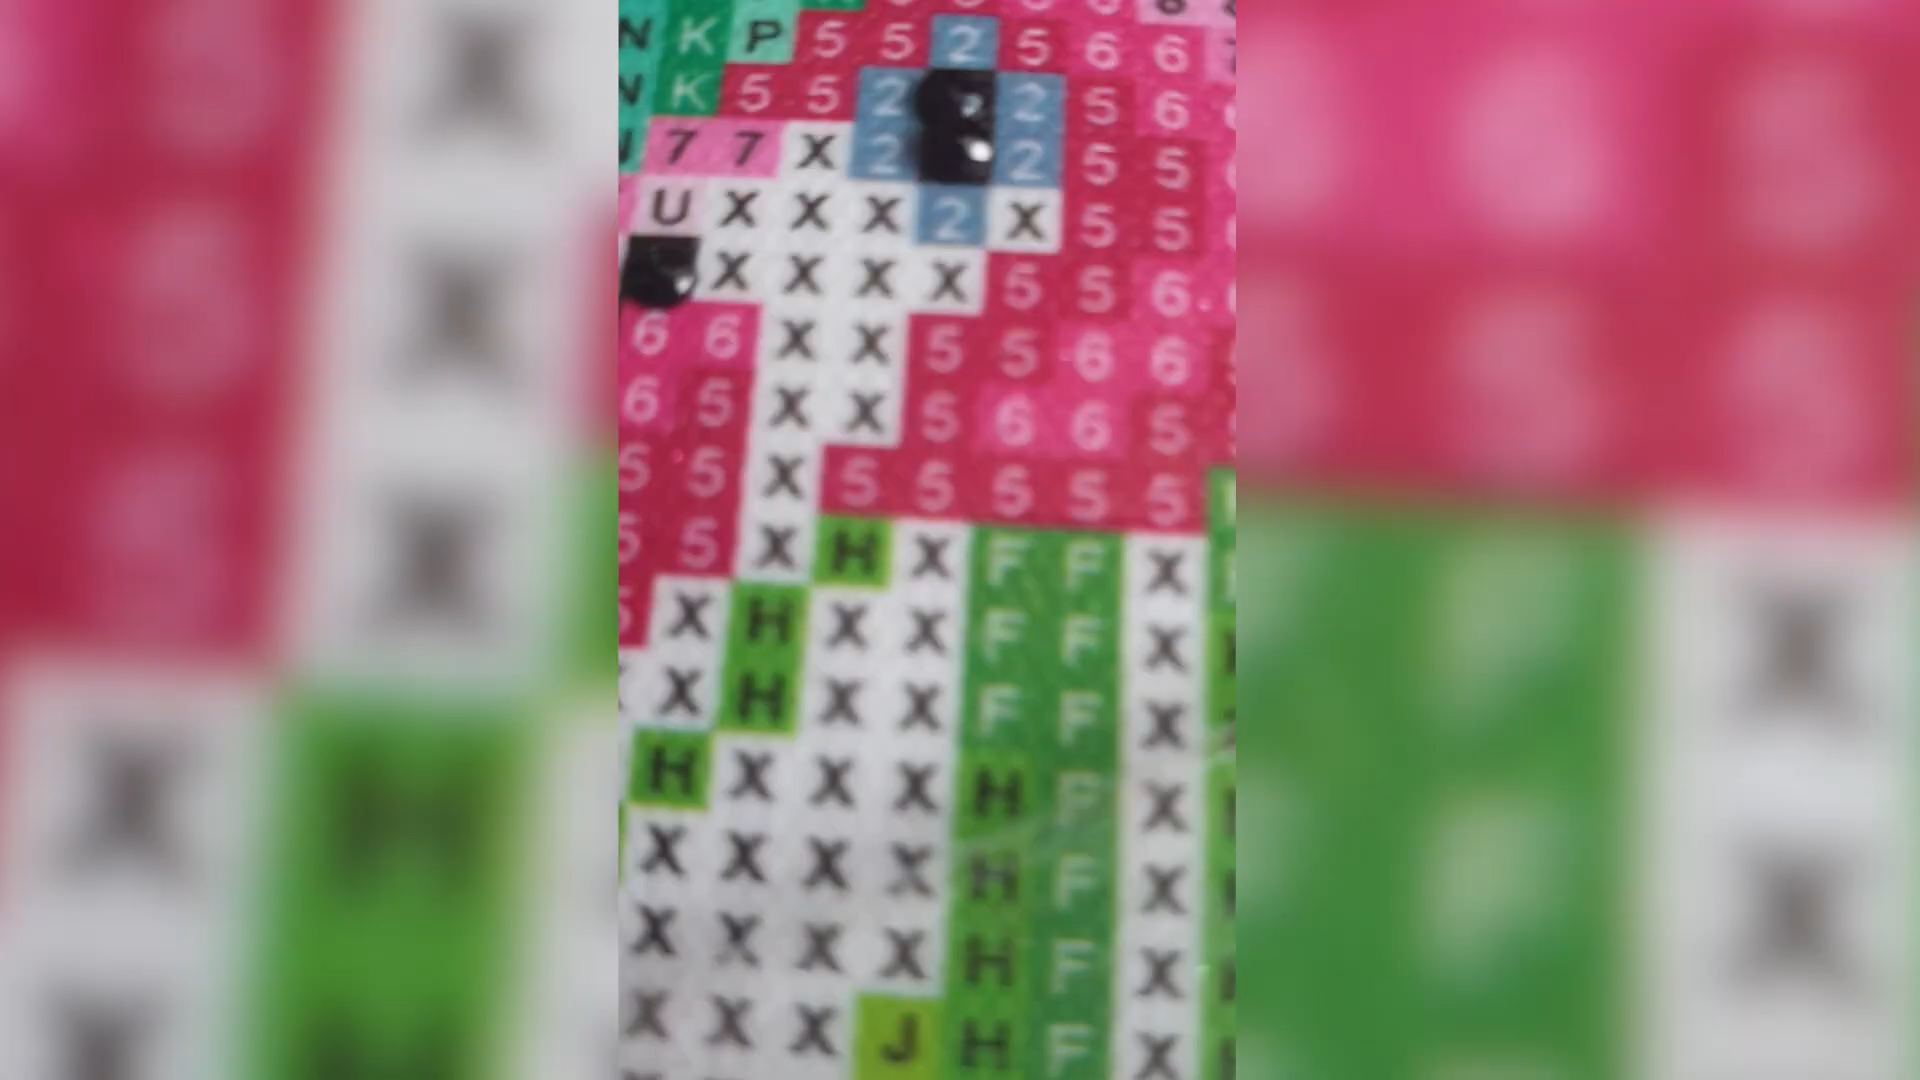 N K P 5 5 2 5 6 6
N K 5 5 2 2 5 6
7 7 X 2 2 5 5
U X X X 2 X 5 5
X X X X 5 5 6
6 6 X X 5 5 6 6
6 5 X X 5 6 6 5
5 5 X 5 5 5 5 5
5 5 X H X F F X
5 X H X X F F X
X H X X F F X
H X X X H F X
X X X X H F X
X X X X H F X
X X X J H F X